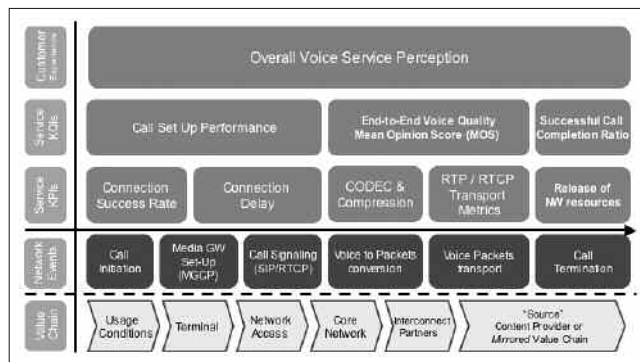 Customer
Experience
Overall Voice Service Perception
Service
KQIs
Call Set Up Performance
End-to-End Voice Quality
Mean Opinion Score (MOS)
Successful Call
Completion Ratio
Service
KPIs
Connection
Success Rate
Connection
Delay
CODEC &
Compression
RTP / RTCP
Transport
Metrics
Release of
NW resources
Network
Events
Call
Initiation
Media GW
Set-Up
(MGCP)
Call Signaling
(SIP/RTCP)
Voice to Packets
conversion
Voice Packets
transport
Call
Termination
Value
Chain
Usage
Conditions
Terminal
Network
Access
Core
Network
Interconnect
Partners
"Source"
Content Provider or
Mirrored Value Chain